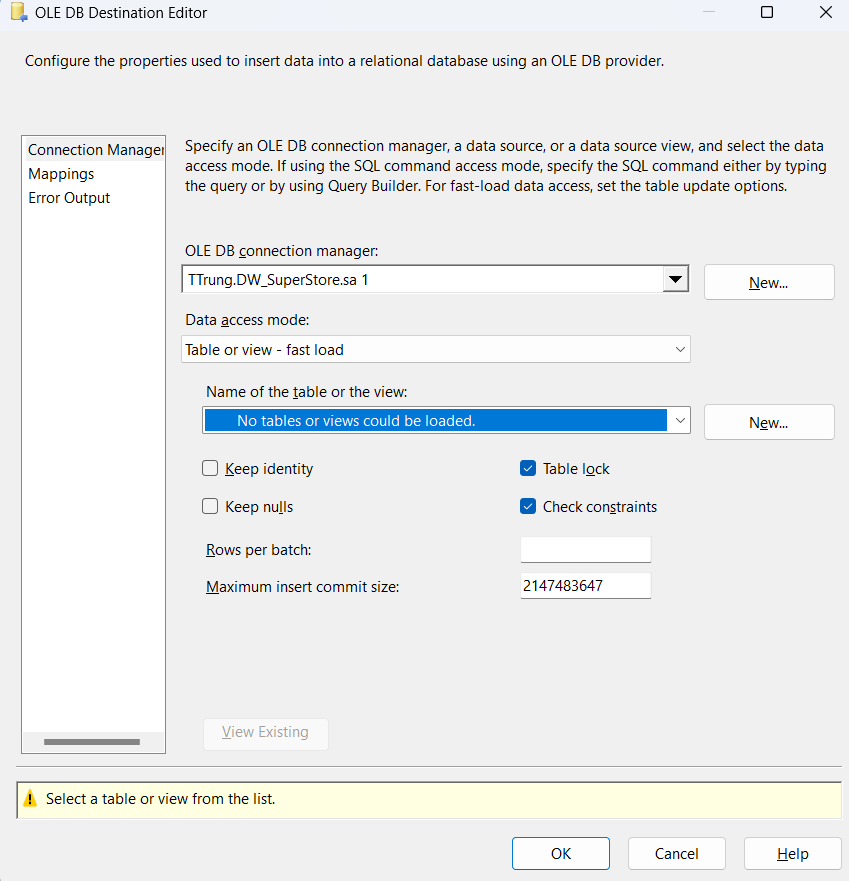 OLE DB Destination Editor
Configure the properties used to insert data into a relational database using an OLE DB provider.
Connection Manager
Mappings
Error Output
Specify an OLE DB connection manager, a data source, or a data source view, and select the data
access mode. If using the SQL command access mode, specify the SQL command either by typing
the query or by using Query Builder. For fast-load data access, set the table update options.
OLE DB connection manager:
TTrung.DW_SuperStore.sa 1
New...
Data access mode:
Table or view - fast load
Name of the table or the view:
No tables or views could be loaded.
New...
Keep identity
Table lock
Keep nulls
Check constraints
Rows per batch:
Maximum insert commit size:
2147483647
View Existing
Select a table or view from the list.
OK
Cancel
Help